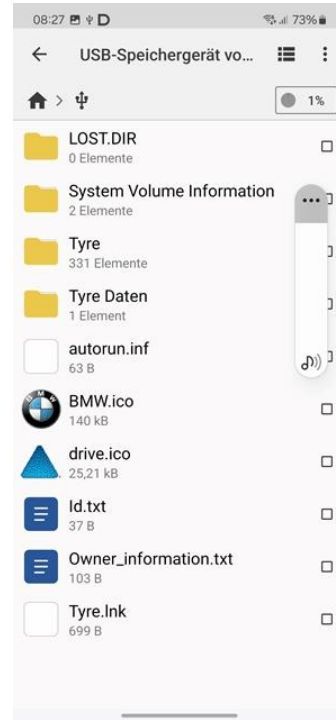 08:27 D 73%
USB-Speichergerät vo...
1%
LOST.DIR
0 Elemente
System Volume Information
2 Elemente
Tyre
331 Elemente
Tyre Daten
1 Element
autorun.inf
63 B
BMW.ico
140 kB
BMW
drive.ico
25,21 kB
Id.txt
37 B
Owner_information.txt
103 B
Tyre.lnk
699 B